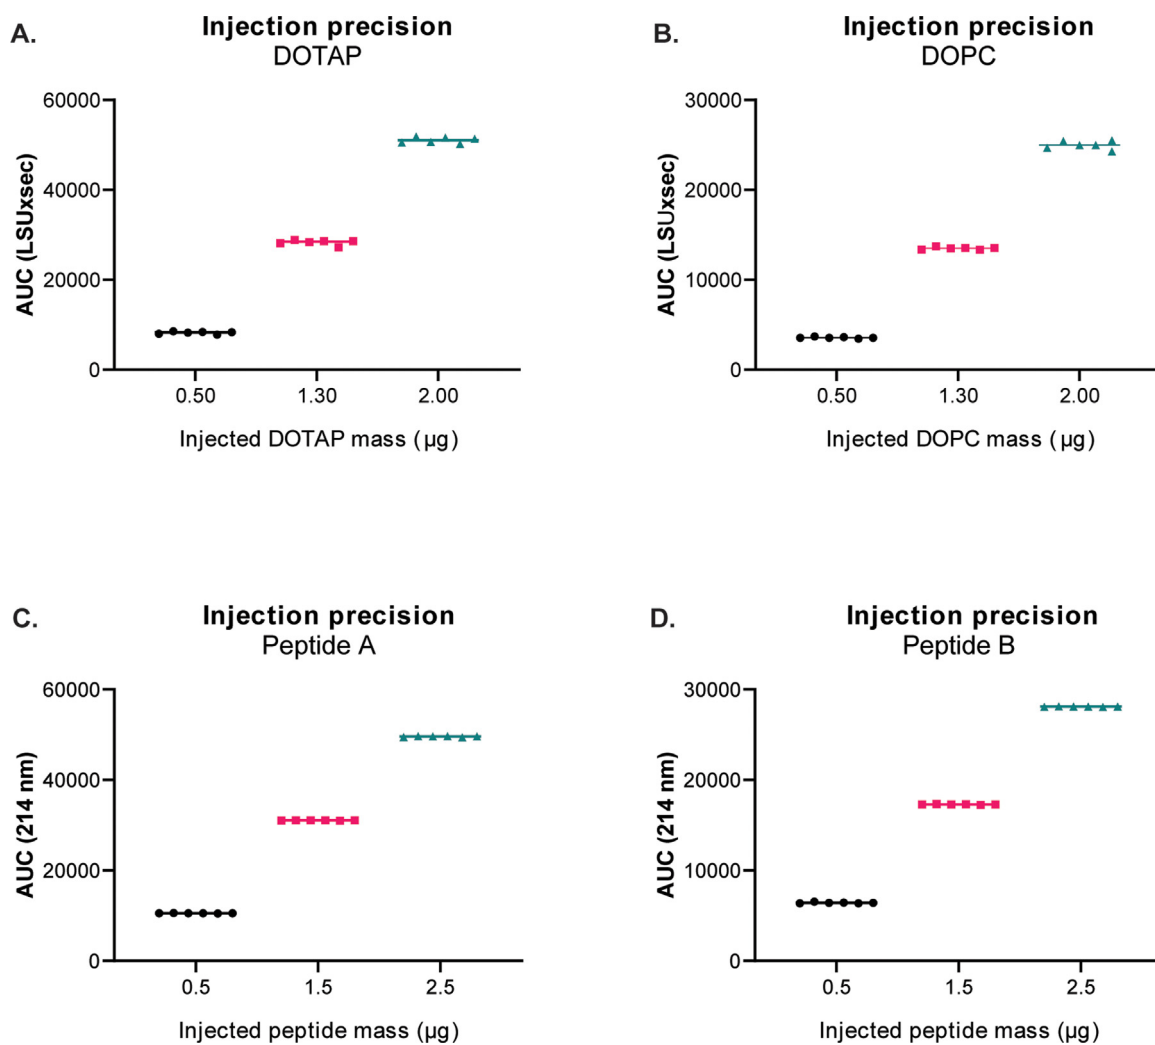 A.
Injection precision
DOTAP
AUC (LSUxsec)
60000
40000
20000
0
0.50 1.30 2.00
Injected DOTAP mass (µg)
B.
Injection precision
DOPC
AUC (LSUxsec)
30000
20000
10000
0
0.50 1.30 2.00
Injected DOPC mass (µg)
C.
Injection precision
Peptide A
AUC (214 nm)
60000
40000
20000
0
0.5 1.5 2.5
Injected peptide mass (µg)
D.
Injection precision
Peptide B
AUC (214 nm)
30000
20000
10000
0
0.5 1.5 2.5
Injected peptide mass (µg)